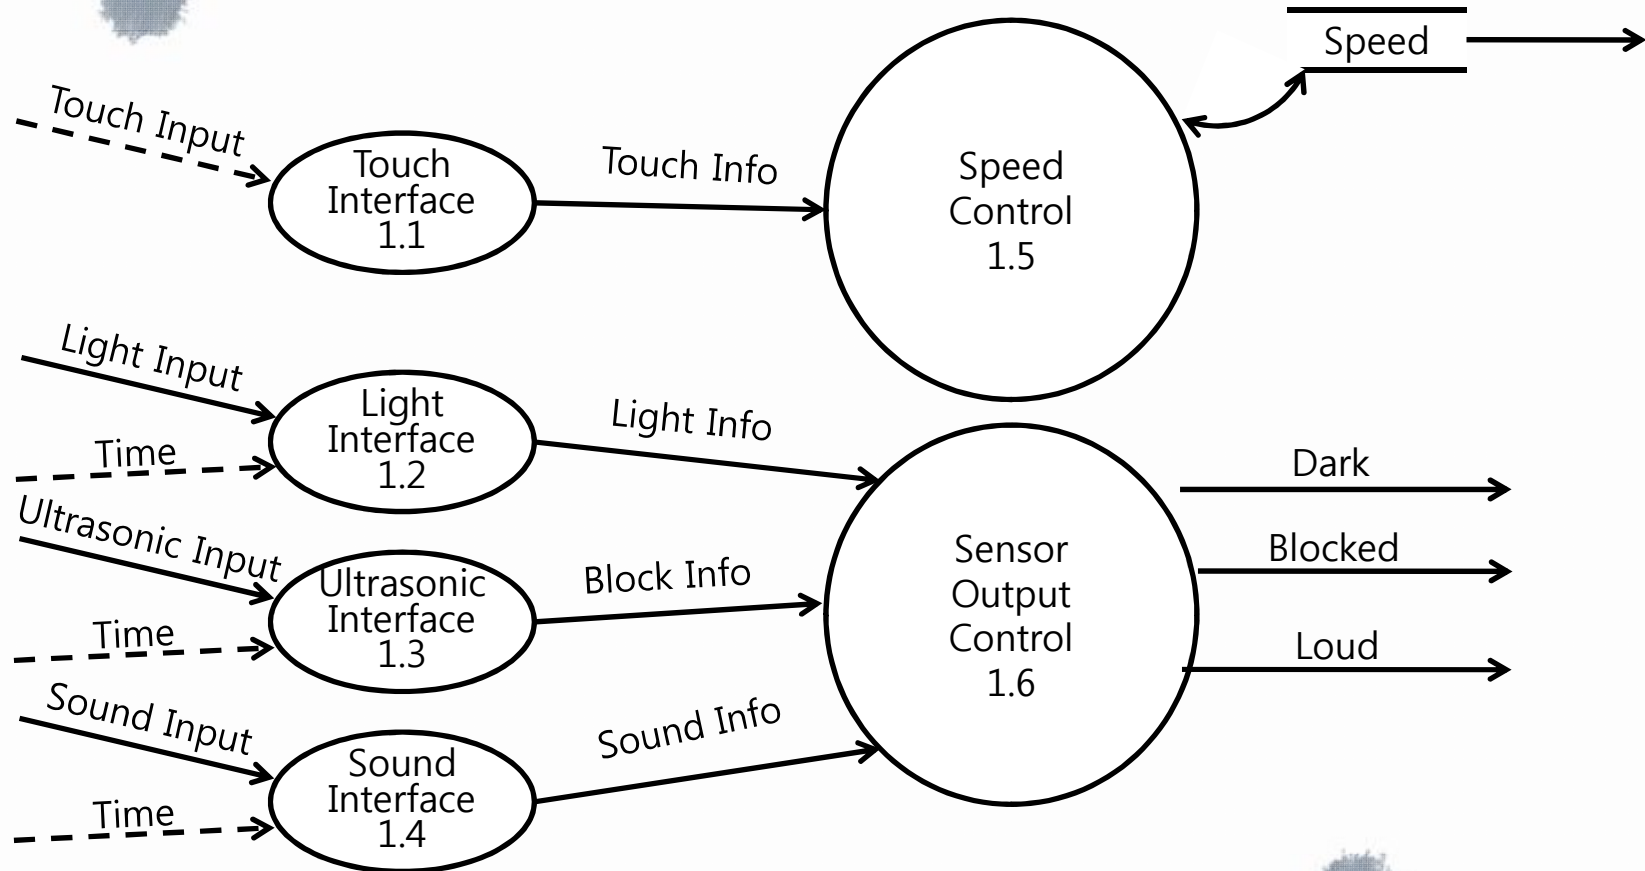 Speed
Touch Input
Touch
Interface
1.1
Touch Info
Speed
Control
1.5
Light Input
Time
Light
Interface
1.2
Light Info
Ultrasonic Input
Time
Ultrasonic
Interface
1.3
Block Info
Sound Input
Time
Sound
Interface
1.4
Sound Info
Sensor
Output
Control
1.6
Dark
Blocked
Loud